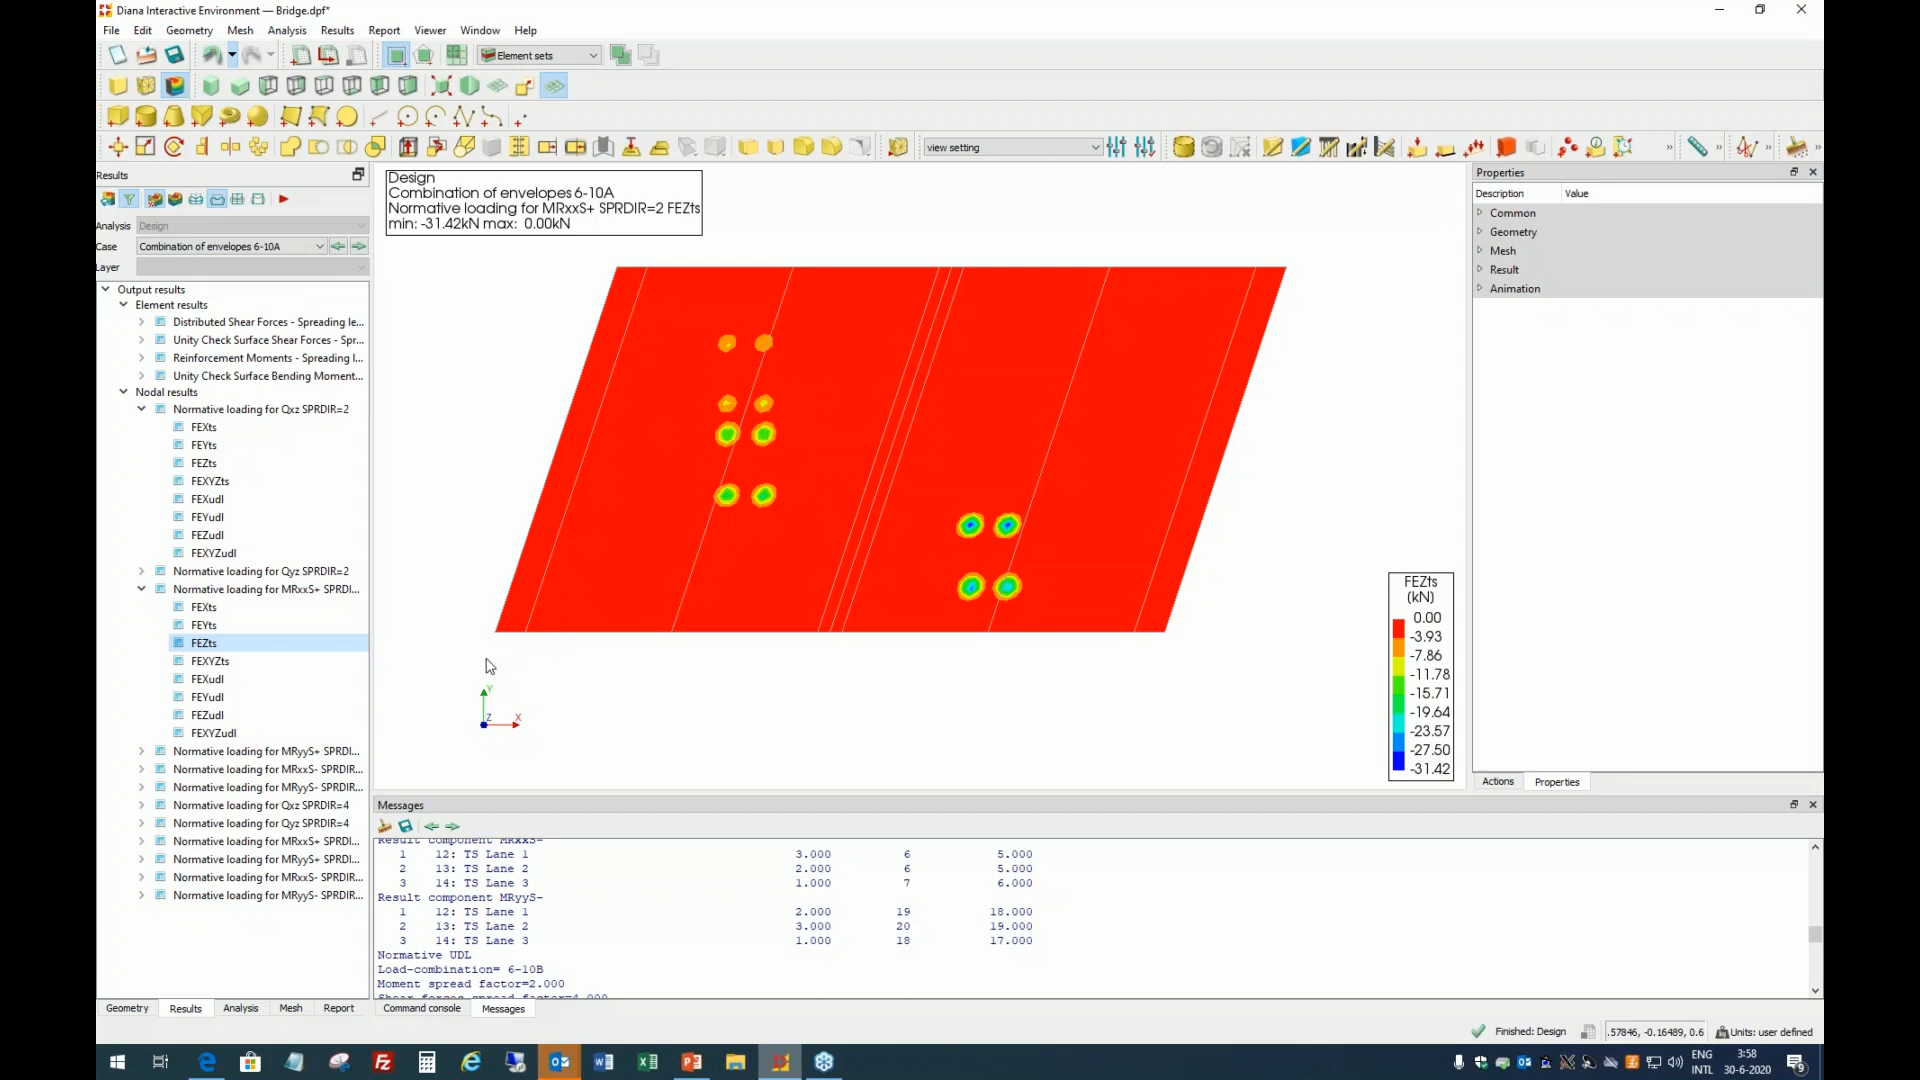 Diana Interactive Environment — Bridge.dpf*
File Edit Geometry Mesh Analysis Results Report Viewer Window Help
Element sets
view setting
Results
Analysis Design
Case Combination of envelopes 6-10A
Layer
Output results
Element results
Distributed Shear Forces - Spreading le...
Unity Check Surface Shear Forces - Spr...
Reinforcement Moments - Spreading l...
Unity Check Surface Bending Moment...
Nodal results
Normative loading for Qxz SPRDIR=2
FEXts
FEYts
FEZts
FEXYZts
FEXudl
FEYudl
FEZudl
FEXYZudl
Normative loading for Qyz SPRDIR=2
Normative loading for MRxxS+ SPRDI...
FEXts
FEYts
FEZts
FEXYZts
FEXudl
FEYudl
FEZudl
FEXYZudl
Normative loading for MRyyS+ SPRDI...
Normative loading for MRxxS- SPRDIR...
Normative loading for MRyyS- SPRDIR...
Normative loading for Qxz SPRDIR=4
Normative loading for Qyz SPRDIR=4
Normative loading for MRxxS+ SPRDI...
Normative loading for MRyyS+ SPRDI...
Normative loading for MRxxS- SPRDIR...
Normative loading for MRyyS- SPRDIR...
Geometry Results Analysis Mesh Report
Design
Combination of envelopes 6-10A
Normative loading for MRxxS+ SPRDIR=2 FEZts
min: -31.42kN max: 0.00kN
Y
Z X
FEZts
(kN)
0.00
-3.93
-7.86
-11.78
-15.71
-19.64
-23.57
-27.50
-31.42
Properties
Description Value
Common
Geometry
Mesh
Result
Animation
Actions Properties
Messages
Result component MRxxS-
1 12: TS Lane 1 3.000 6 5.000
2 13: TS Lane 2 2.000 6 5.000
3 14: TS Lane 3 1.000 7 6.000
Result component MRyyS-
1 12: TS Lane 1 2.000 19 18.000
2 13: TS Lane 2 3.000 20 19.000
3 14: TS Lane 3 1.000 18 17.000
Normative UDL
Load-combination= 6-10B
Moment spread factor=2.000
Shear forces spread factor=4.000
Command console Messages
Finished: Design .57846, -0.16489, 0.6 Units: user defined
ENG 3:58
INTL 30-6-2020